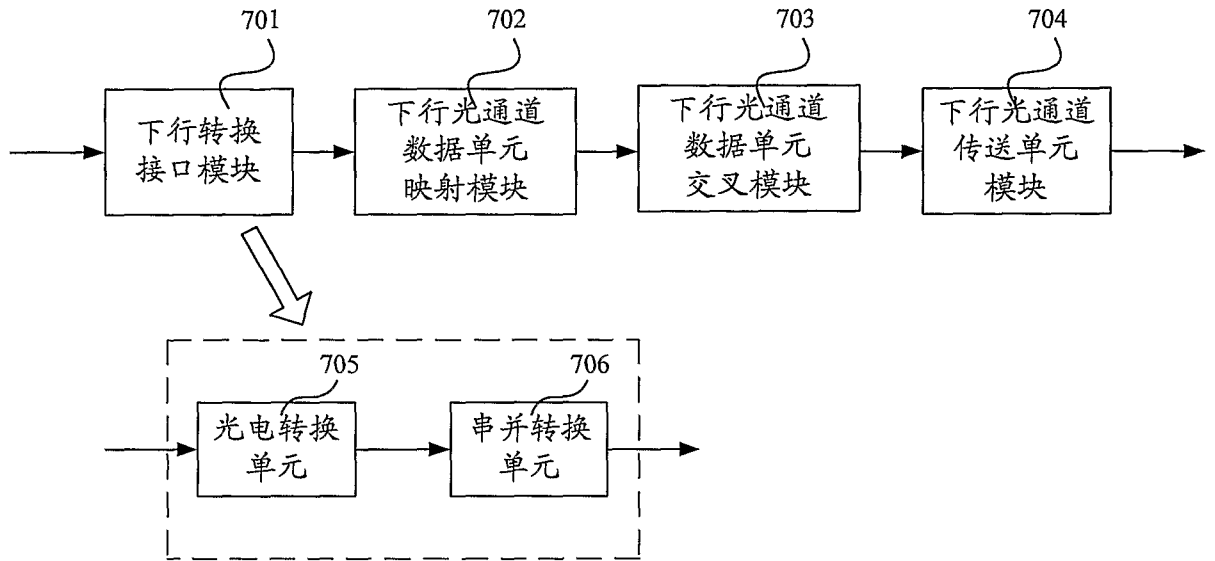 701
702
703
704
下行转换
接口模块
下行光通道
数据单元
映射模块
下行光通道
数据单元
交叉模块
下行光通道
传送单元
模块
705
706
光电转换
单元
串并转换
单元